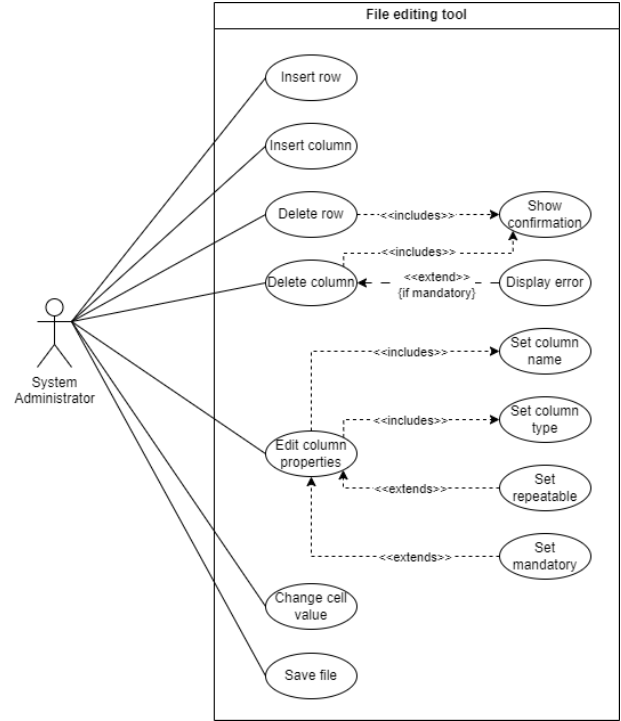 File editing tool
Insert row
Insert column
Delete row
<<includes>>
Show
confirmation
<<includes>>
Delete column
<<extend>>
{if mandatory}
Display error
System
Administrator
<<includes>>
Set column
name
<<includes>>
Set column
type
Edit column
properties
<<extends>>
Set
repeatable
<<extends>>
Set
mandatory
Change cell
value
Save file